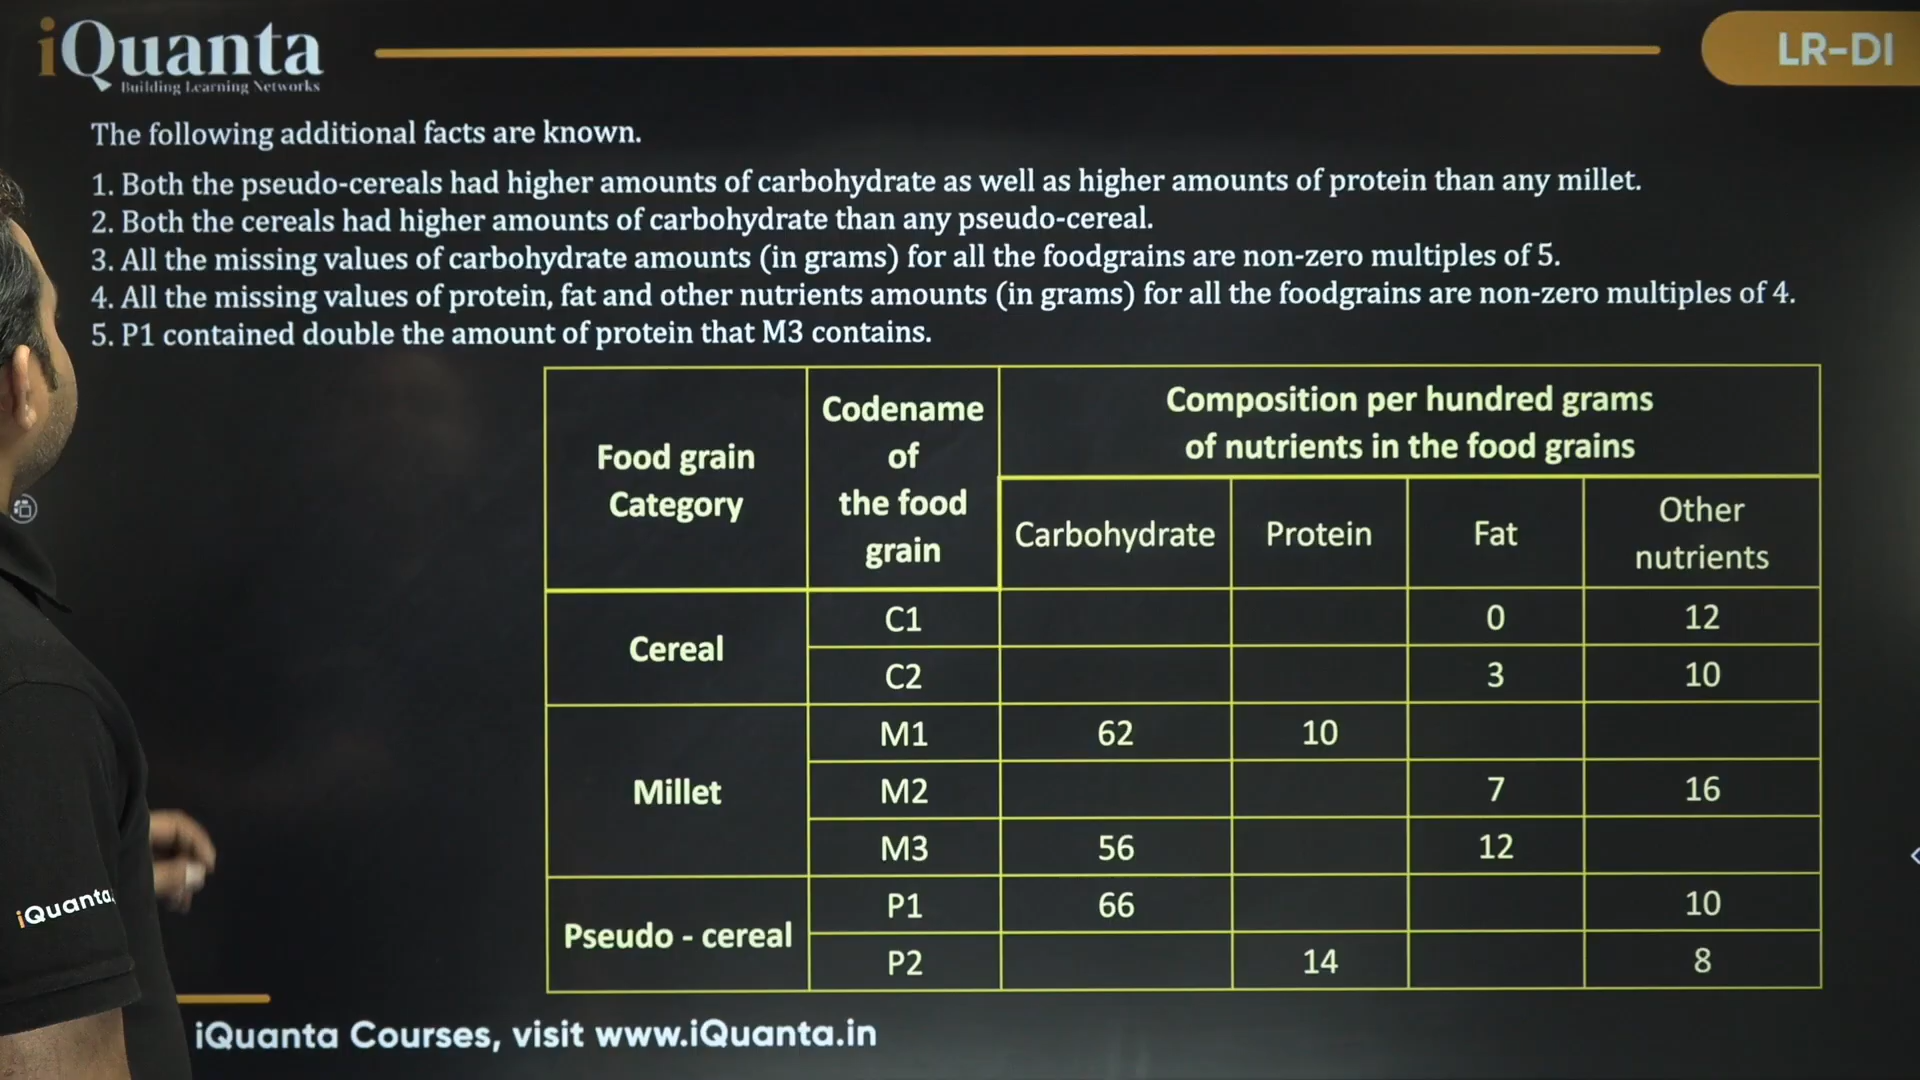 iQuanta
Building Learning Networks
LR-DI
The following additional facts are known.
1. Both the pseudo-cereals had higher amounts of carbohydrate as well as higher amounts of protein than any millet.
2. Both the cereals had higher amounts of carbohydrate than any pseudo-cereal.
3. All the missing values of carbohydrate amounts (in grams) for all the foodgrains are non-zero multiples of 5.
4. All the missing values of protein, fat and other nutrients amounts (in grams) for all the foodgrains are non-zero multiples of 4.
5. P1 contained double the amount of protein that M3 contains.
Food grain
Category
Codename
of
the food
grain
Composition per hundred grams
of nutrients in the food grains
Carbohydrate
Protein
Fat
Other
nutrients
Cereal
C1 0 12
C2 3 10
Millet
M1 62 10
M2 7 16
M3 56 12
Pseudo - cereal
P1 66 10
P2 14 8
iQuanta
iQuanta Courses, visit www.iQuanta.in